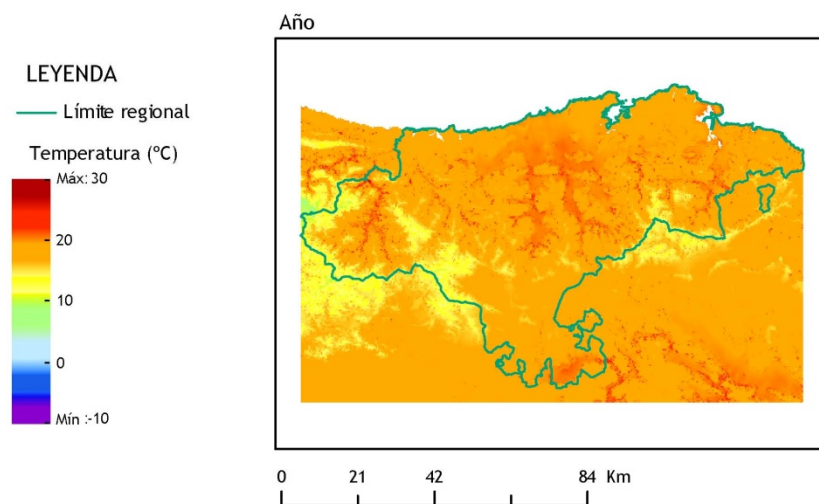 Año
LEYENDA
Límite regional
Temperatura (ºC)
Máx: 30
20
10
0
Mín :-10
0 21 42 84 Km